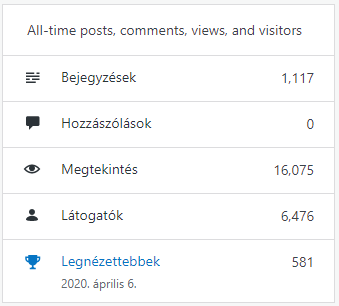 All-time posts, comments, views, and visitors
Bejegyzések 1,117
Hozzászólások 0
Megtekintés 16,075
Látogatók 6,476
Legnézettebbek 581
2020. április 6.